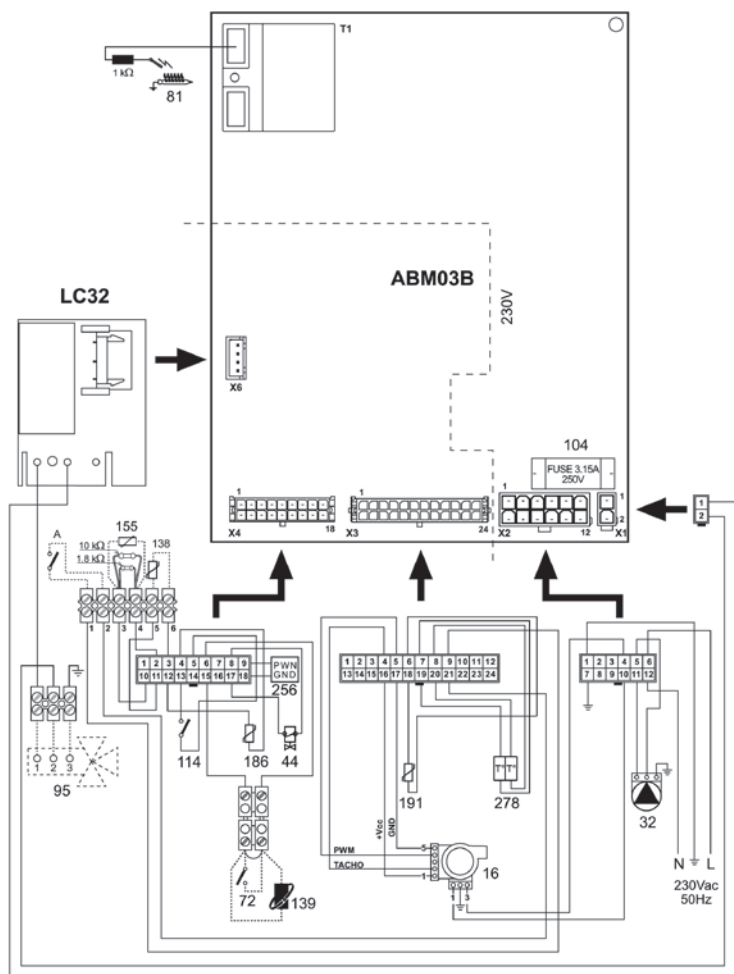 T1
1 kΩ
81
ABM03B
230V
LC32
X6
104
FUSE 3.15A
250V
1
18
X4
1
24
X3
1
12
X2
1
2
X1
1
2
A
155
10 kΩ
1.8 kΩ
138
1 2 3 4 5 6
1 2 3 4 5 6 7 8 9
10 11 12 13 14 15 16 17 18
PWN
GND
256
1 2 3 4 5 6 7 8 9 10 11 12
13 14 15 16 17 18 19 20 21 22 23 24
1 2 3 4 5 6
7 8 9 10 11 12
1 2 3
95
114
186
44
72
139
191
T° T°
278
+Vcc
GND
PWM
TACHO
5
1
16
1 3
32
N L
230Vac
50Hz